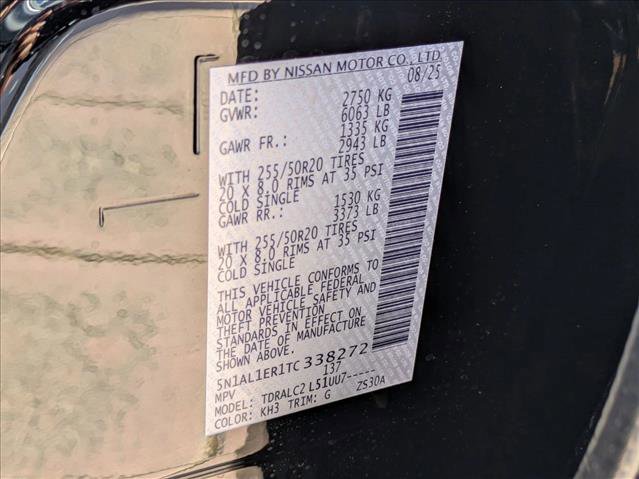 MFD BY NISSAN MOTOR CO., LTD
DATE: 08/25
GVWR: 2750 KG
6063 LB
GAWR FR.: 1335 KG
2943 LB
WITH 255/50R20 TIRES
20 X 8.0 RIMS AT 35 PSI
COLD SINGLE
GAWR RR.: 1530 KG
3373 LB
WITH 255/50R20 TIRES
20 X 8.0 RIMS AT 35 PSI
COLD SINGLE
THIS VEHICLE CONFORMS TO
ALL APPLICABLE FEDERAL
MOTOR VEHICLE SAFETY AND
THEFT PREVENTION
STANDARDS IN EFFECT ON
THE DATE OF MANUFACTURE
SHOWN ABOVE.
5N1AL1ER1TC338272
MPV 137
MODEL: TDRALC2 L51UU7-----
COLOR: KH3 TRIM: G ZS30A